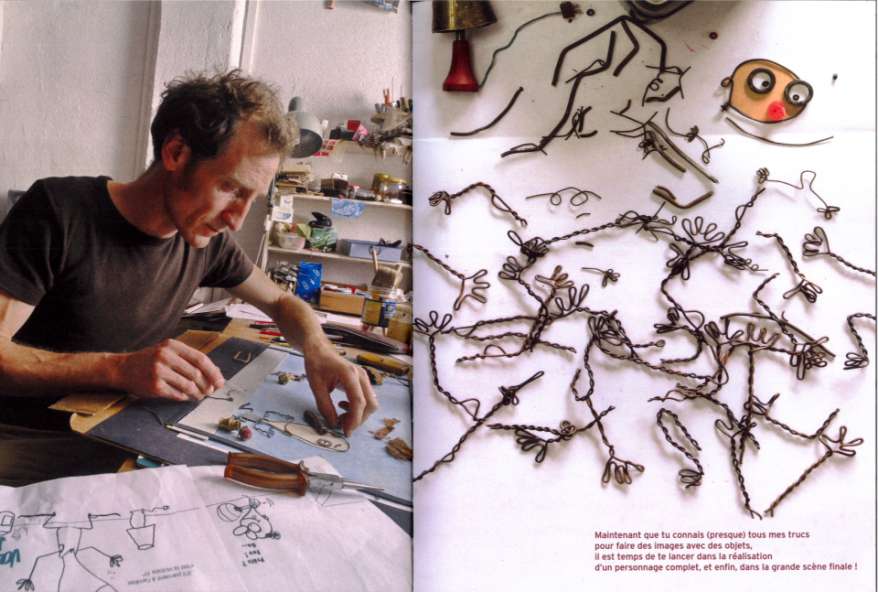 Maintenant que tu connais (presque) tous mes trucs
pour faire des images avec des objets,
il est temps de te lancer dans la réalisation
d'un personnage complet, et enfin, dans la grande scène finale !